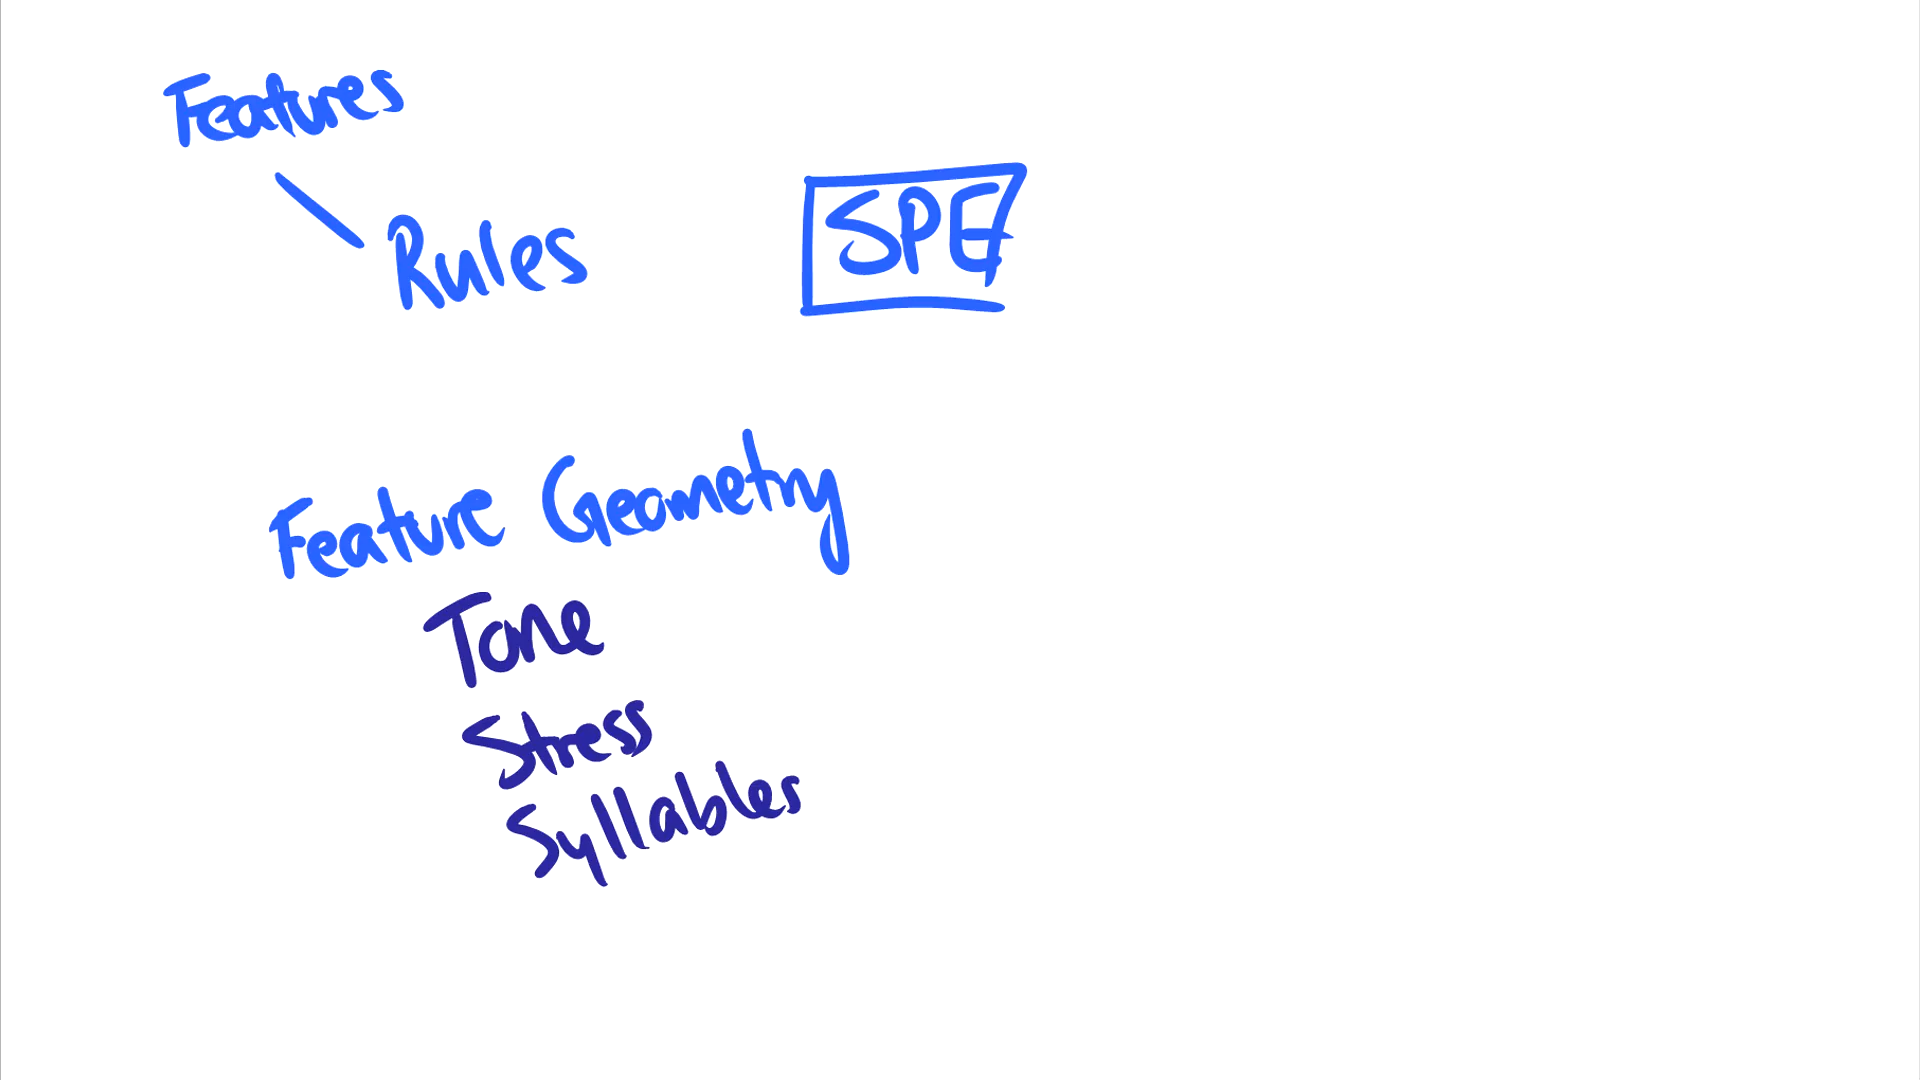 Features
Rules
SPE
Feature Geometry
Tone
Stress
Syllables